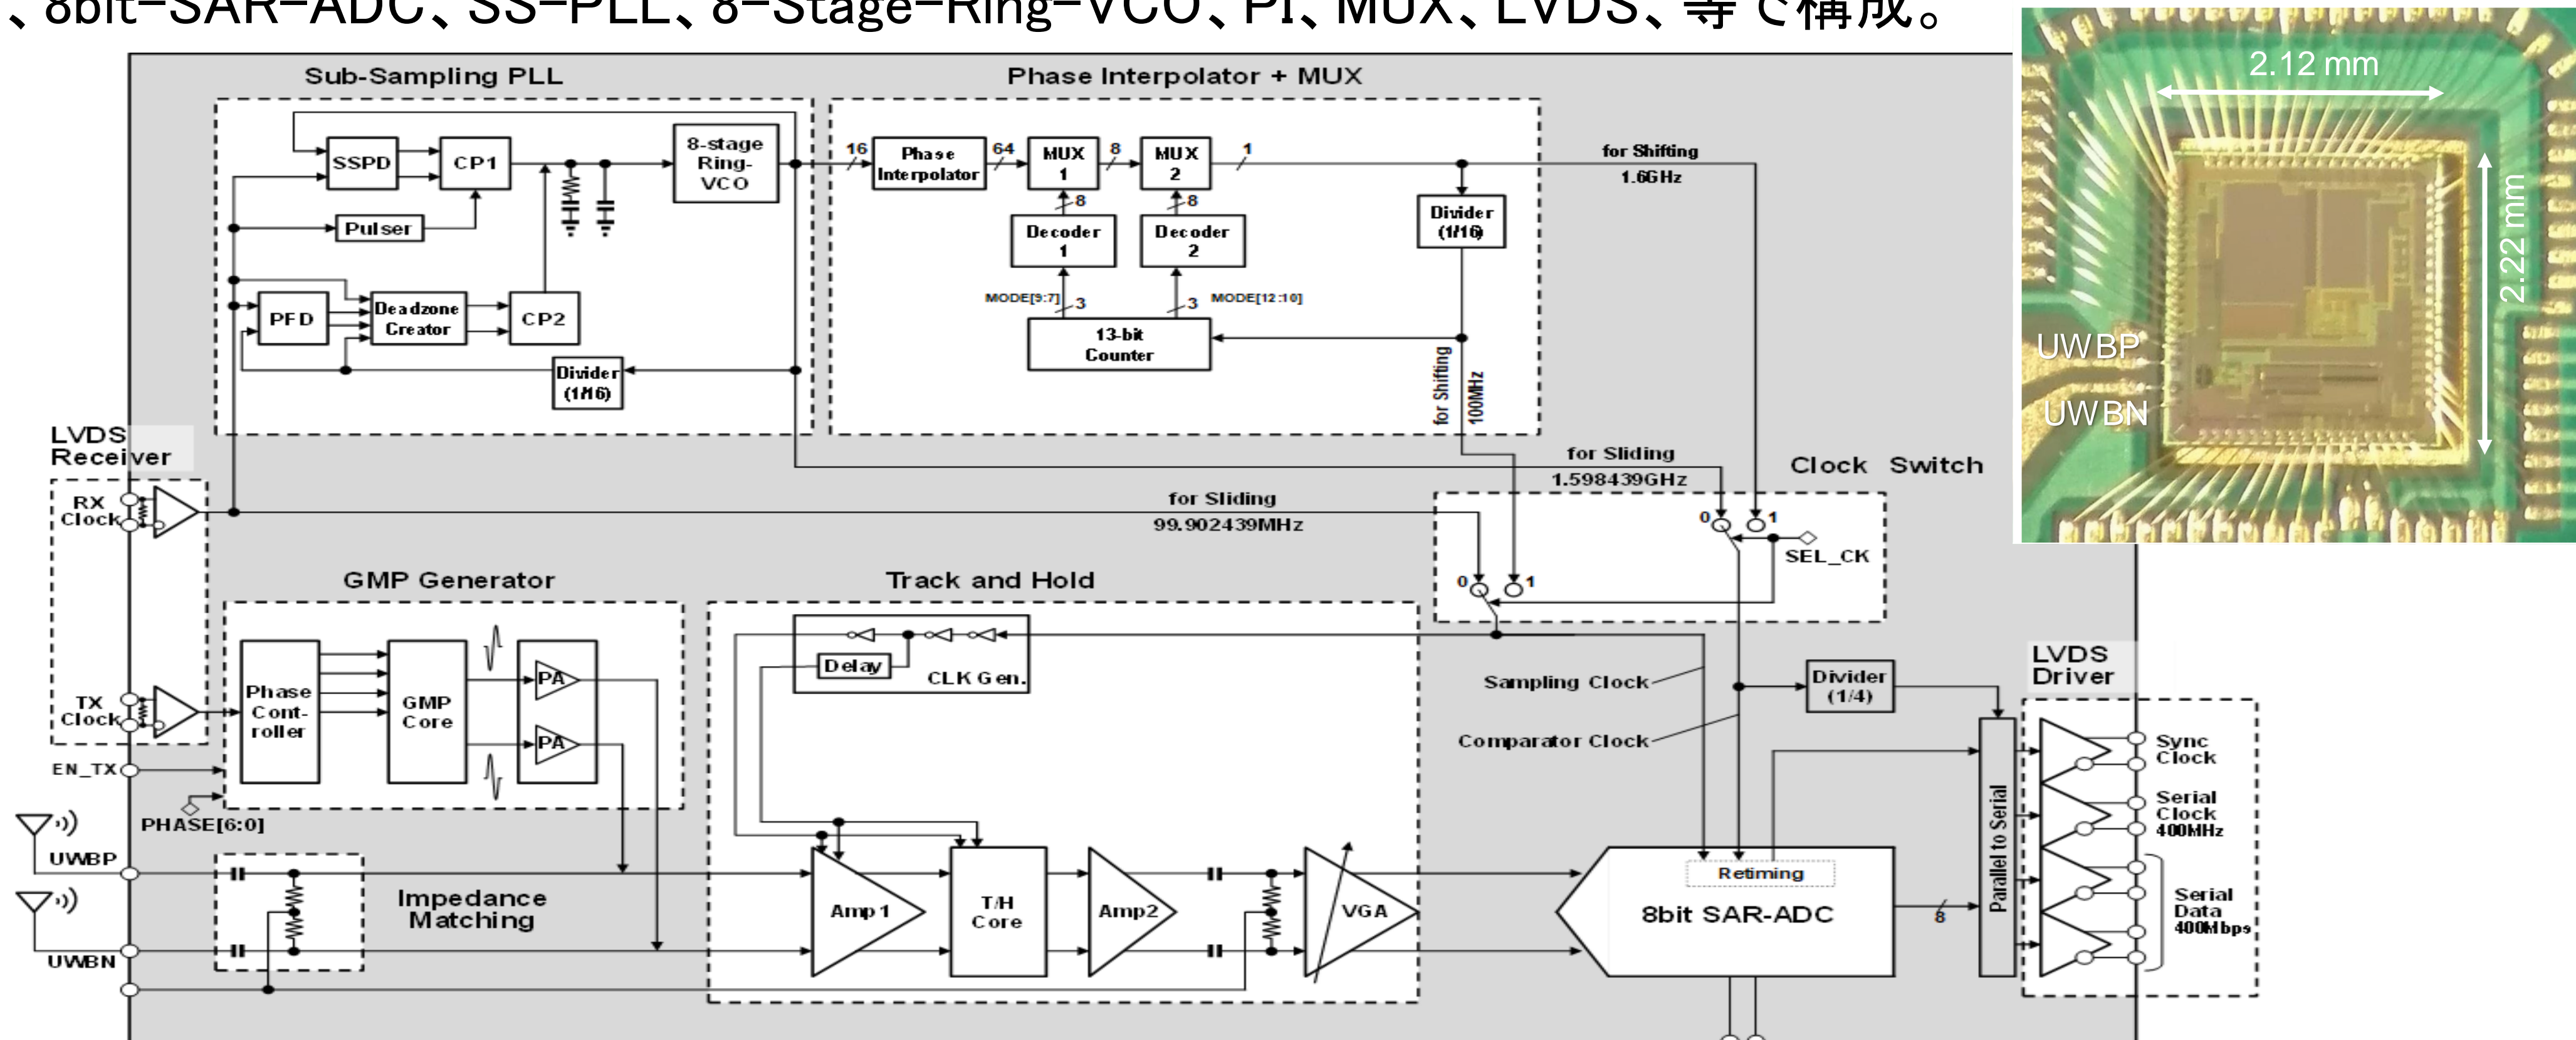 、8bit-SAR-ADC、SS-PLL、8-Stage-Ring-VCO、PI、MUX、LVDS、等で構成。
Sub-Sampling PLL
Phase Interpolator + MUX
SSPD
CP1
8-stage
Ring-
VCO
Pulser
PFD
Deadzone
Creator
CP2
Divider
(1/16)
16
Phase
Interpolator
64
MUX
1
8
MUX
2
1
8
8
Decoder
1
Decoder
2
MODE[9:7]
3
3
MODE[12:10]
13-bit
Counter
Divider
(1/16)
for Shifting
100MHz
for Shifting
1.6GHz
2.12 mm
2.22 mm
UWBP
UWBN
LVDS
Receiver
RX
Clock
TX
Clock
EN_TX
PHASE[6:0]
UWBP
UWBN
for Sliding
99.902439MHz
for Sliding
1.598439GHz
Clock Switch
0
1
SEL_CK
0
1
GMP Generator
Phase
Cont-
roller
GMP
Core
PA
PA
Impedance
Matching
Track and Hold
Delay
CLK Gen.
Amp1
T/H
Core
Amp2
VGA
Sampling Clock
Comparator Clock
Divider
(1/4)
Retiming
8bit SAR-ADC
8
Parallel to Serial
LVDS
Driver
Sync
Clock
Serial
Clock
400MHz
Serial
Data
400Mbps